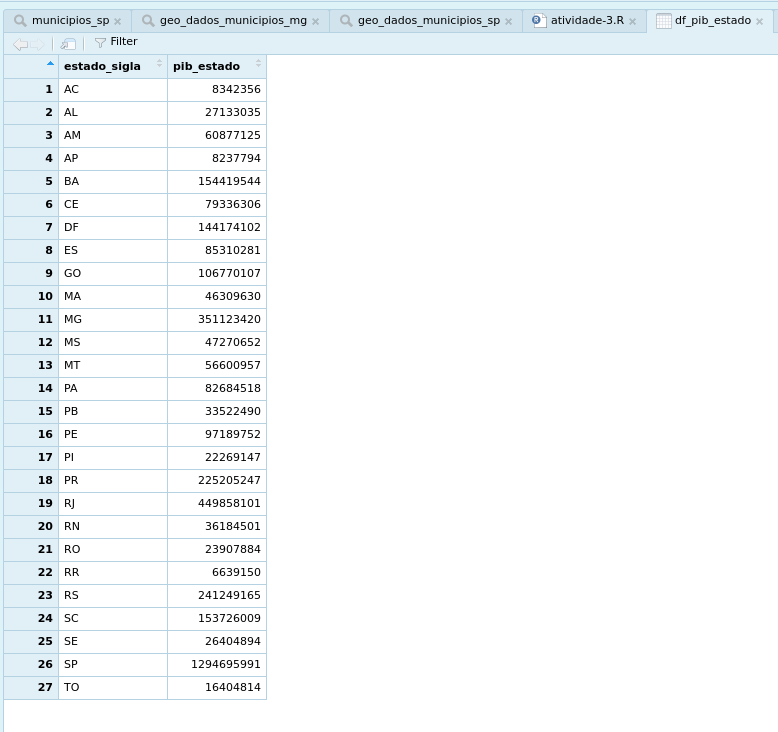 municipios_sp geo_dados_municipios_mg geo_dados_municipios_sp atividade-3.R df_pib_estado
Filter
estado_sigla pib_estado
1 AC 8342356
2 AL 27133035
3 AM 60877125
4 AP 8237794
5 BA 154419544
6 CE 79336306
7 DF 144174102
8 ES 85310281
9 GO 106770107
10 MA 46309630
11 MG 351123420
12 MS 47270652
13 MT 56600957
14 PA 82684518
15 PB 33522490
16 PE 97189752
17 PI 22269147
18 PR 225205247
19 RJ 449858101
20 RN 36184501
21 RO 23907884
22 RR 6639150
23 RS 241249165
24 SC 153726009
25 SE 26404894
26 SP 1294695991
27 TO 16404814